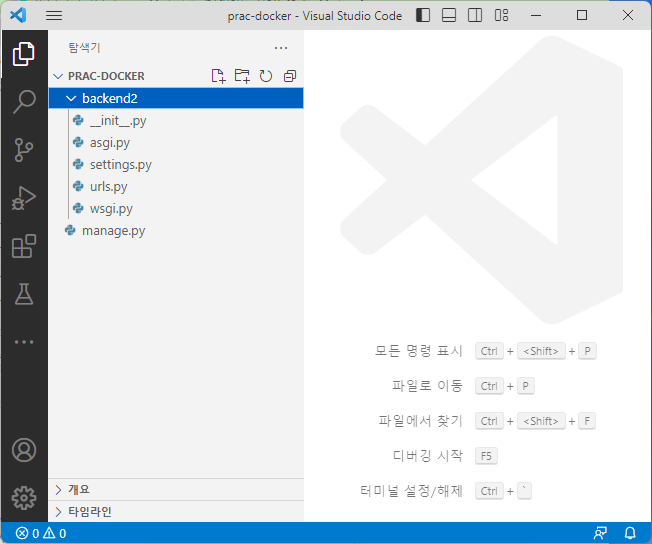 prac-docker - Visual Studio Code
탐색기
PRAC-DOCKER
backend2
__init__.py
asgi.py
settings.py
urls.py
wsgi.py
manage.py
모든 명령 표시 Ctrl + <Shift> + P
파일로 이동 Ctrl + P
파일에서 찾기 Ctrl + <Shift> + F
디버깅 시작 F5
터미널 설정/해제 Ctrl + `
개요
타임라인
0 0